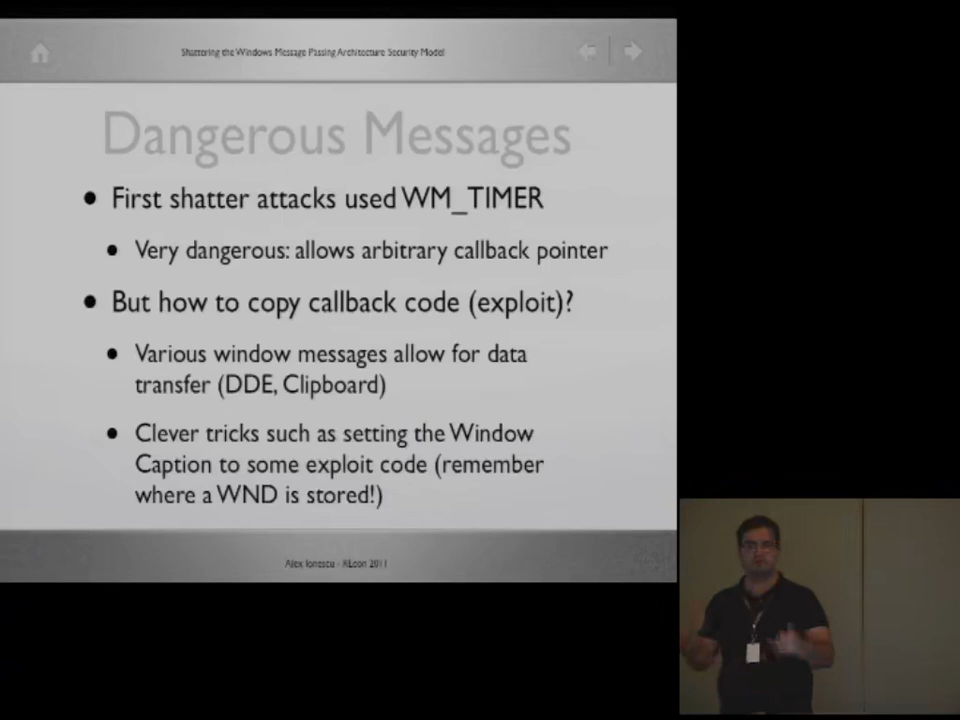 Shattering the Windows Message Passing Architecture Security Model
Dangerous Messages
• First shatter attacks used WM_TIMER
• Very dangerous: allows arbitrary callback pointer
• But how to copy callback code (exploit)?
• Various window messages allow for data
transfer (DDE, Clipboard)
• Clever tricks such as setting the Window
Caption to some exploit code (remember
where a WND is stored!)
Alex Ionescu - RECon 2011